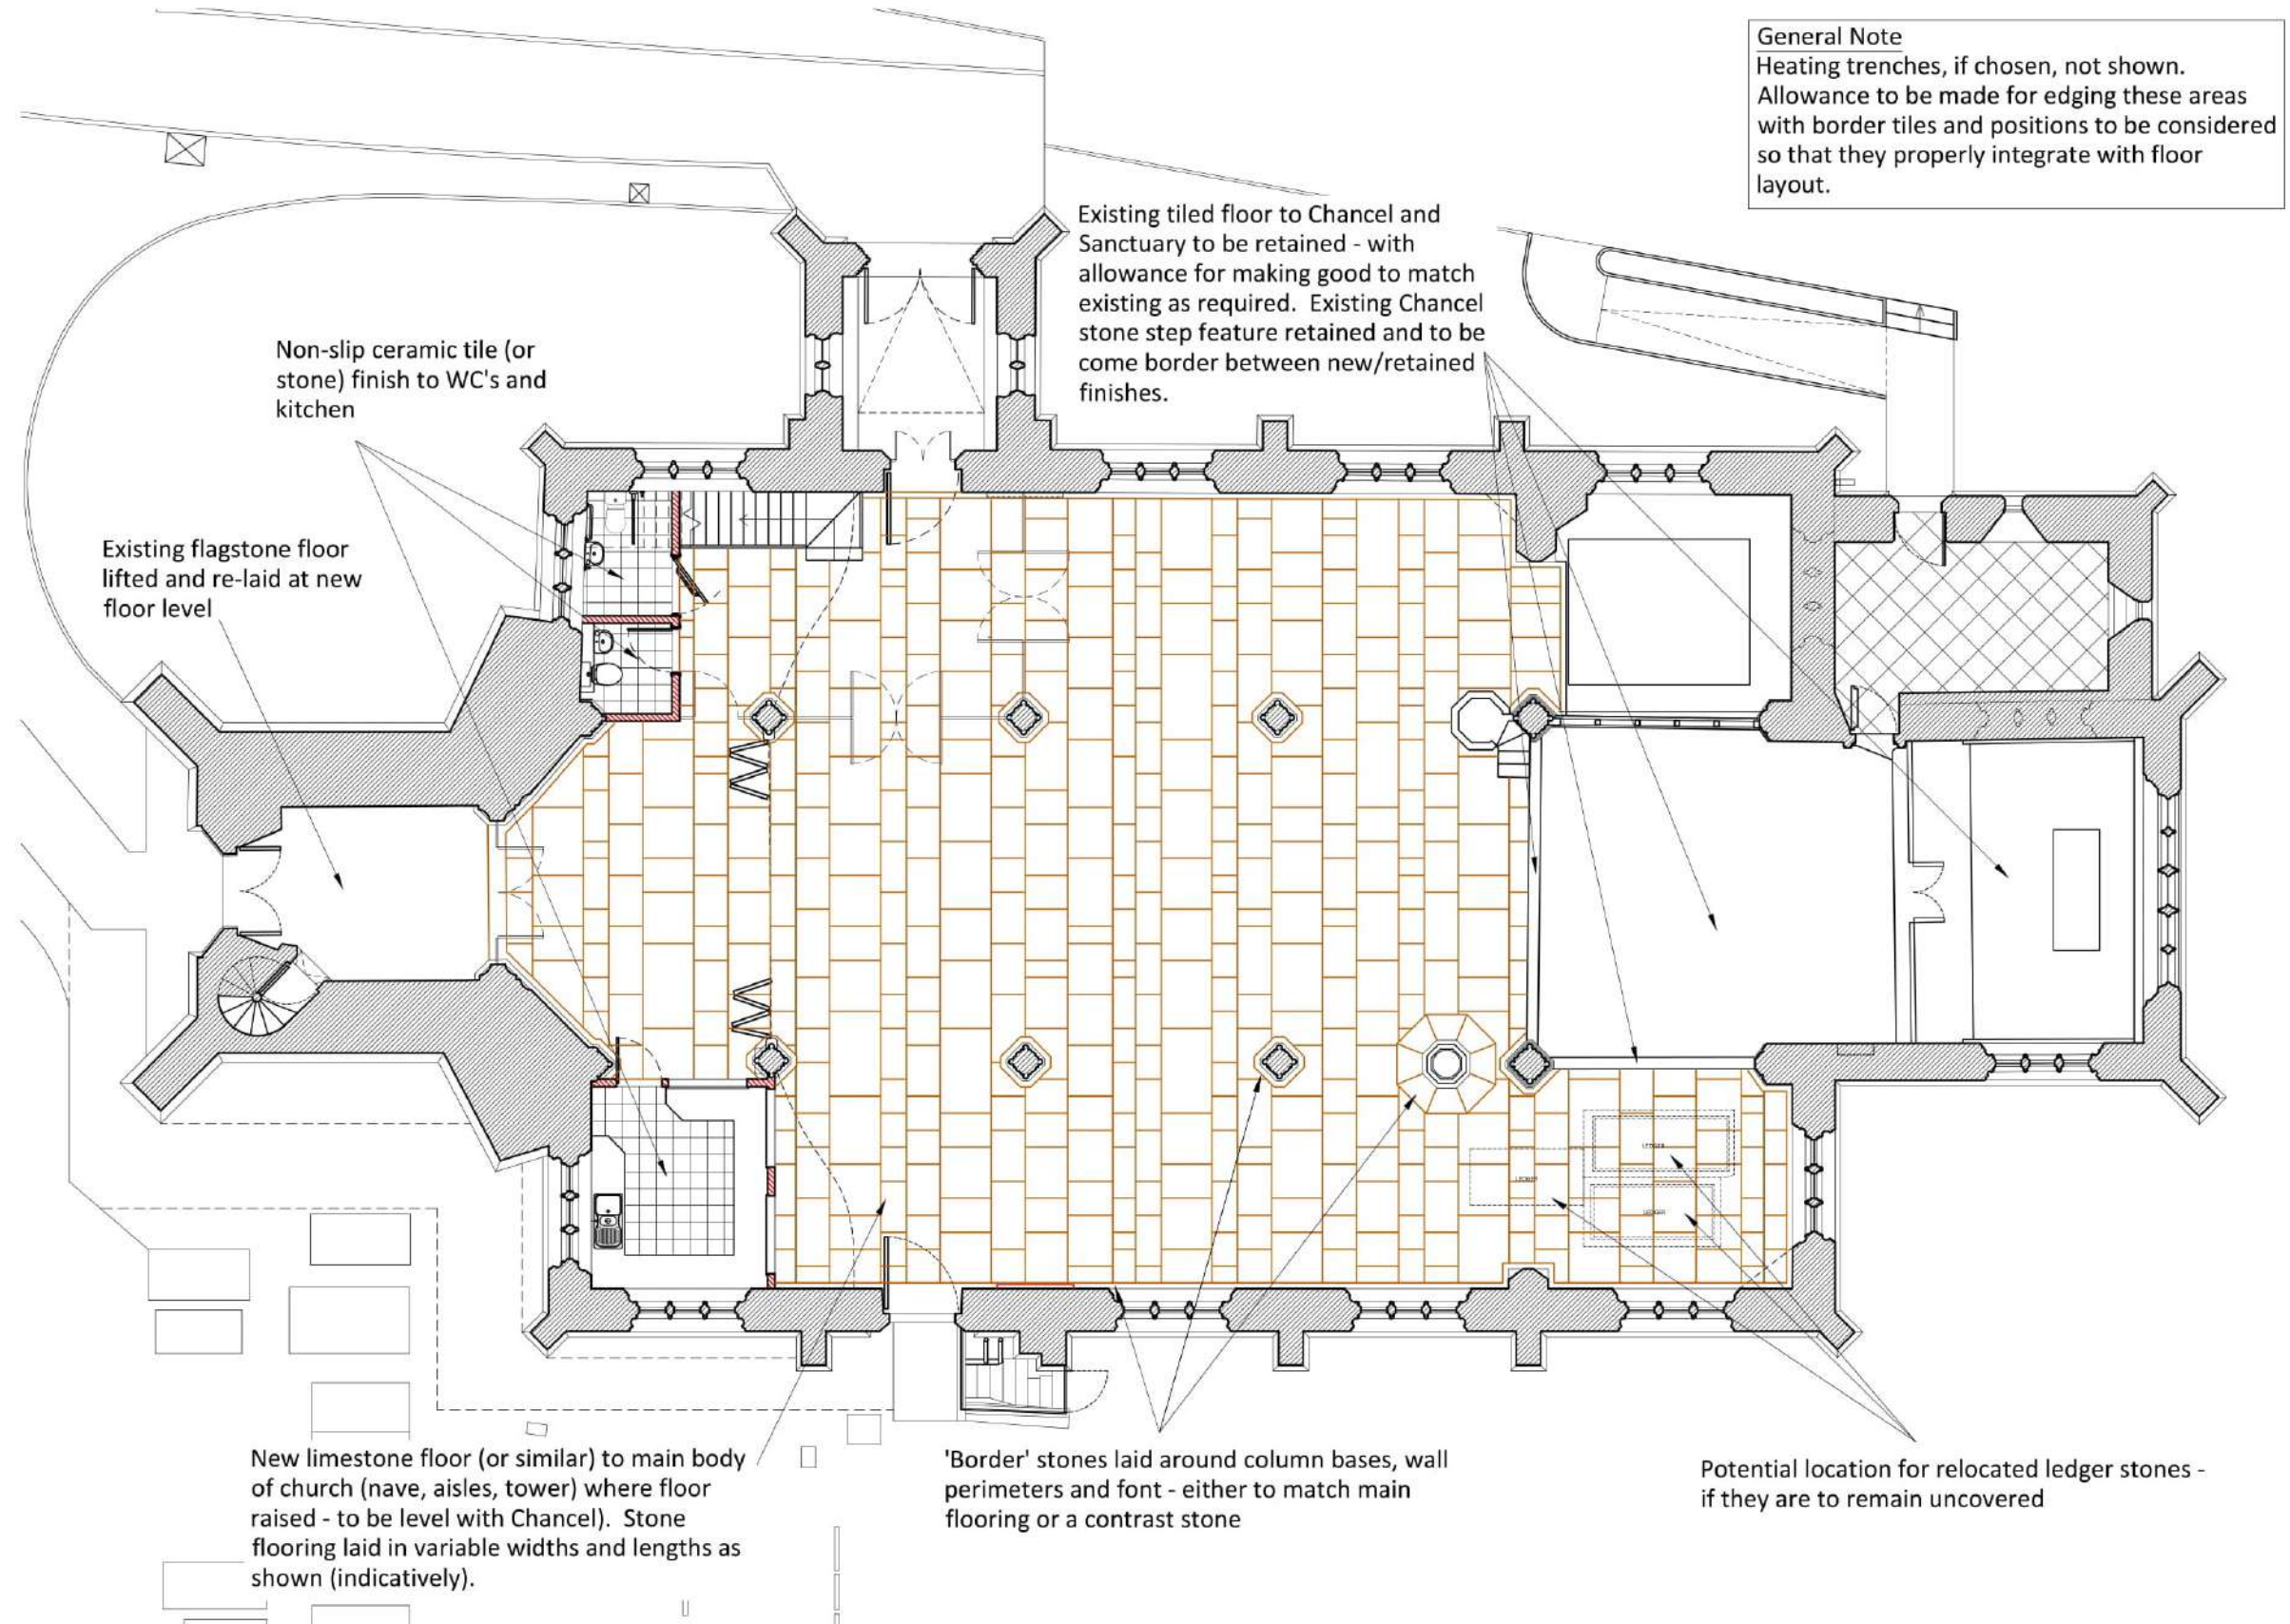 General Note
Heating trenches, if chosen, not shown.
Allowance to be made for edging these areas
with border tiles and positions to be considered
so that they properly integrate with floor
layout.
Existing tiled floor to Chancel and
Sanctuary to be retained - with
allowance for making good to match
existing as required.  Existing Chancel
stone step feature retained and to be
come border between new/retained
finishes.
Non-slip ceramic tile (or
stone) finish to WC's and
kitchen
Existing flagstone floor
lifted and re-laid at new
floor level
LEDGER
LEDGER
LEDGER
New limestone floor (or similar) to main body
of church (nave, aisles, tower) where floor
raised - to be level with Chancel).  Stone
flooring laid in variable widths and lengths as
shown (indicatively).
'Border' stones laid around column bases, wall
perimeters and font - either to match main
flooring or a contrast stone
Potential location for relocated ledger stones -
if they are to remain uncovered